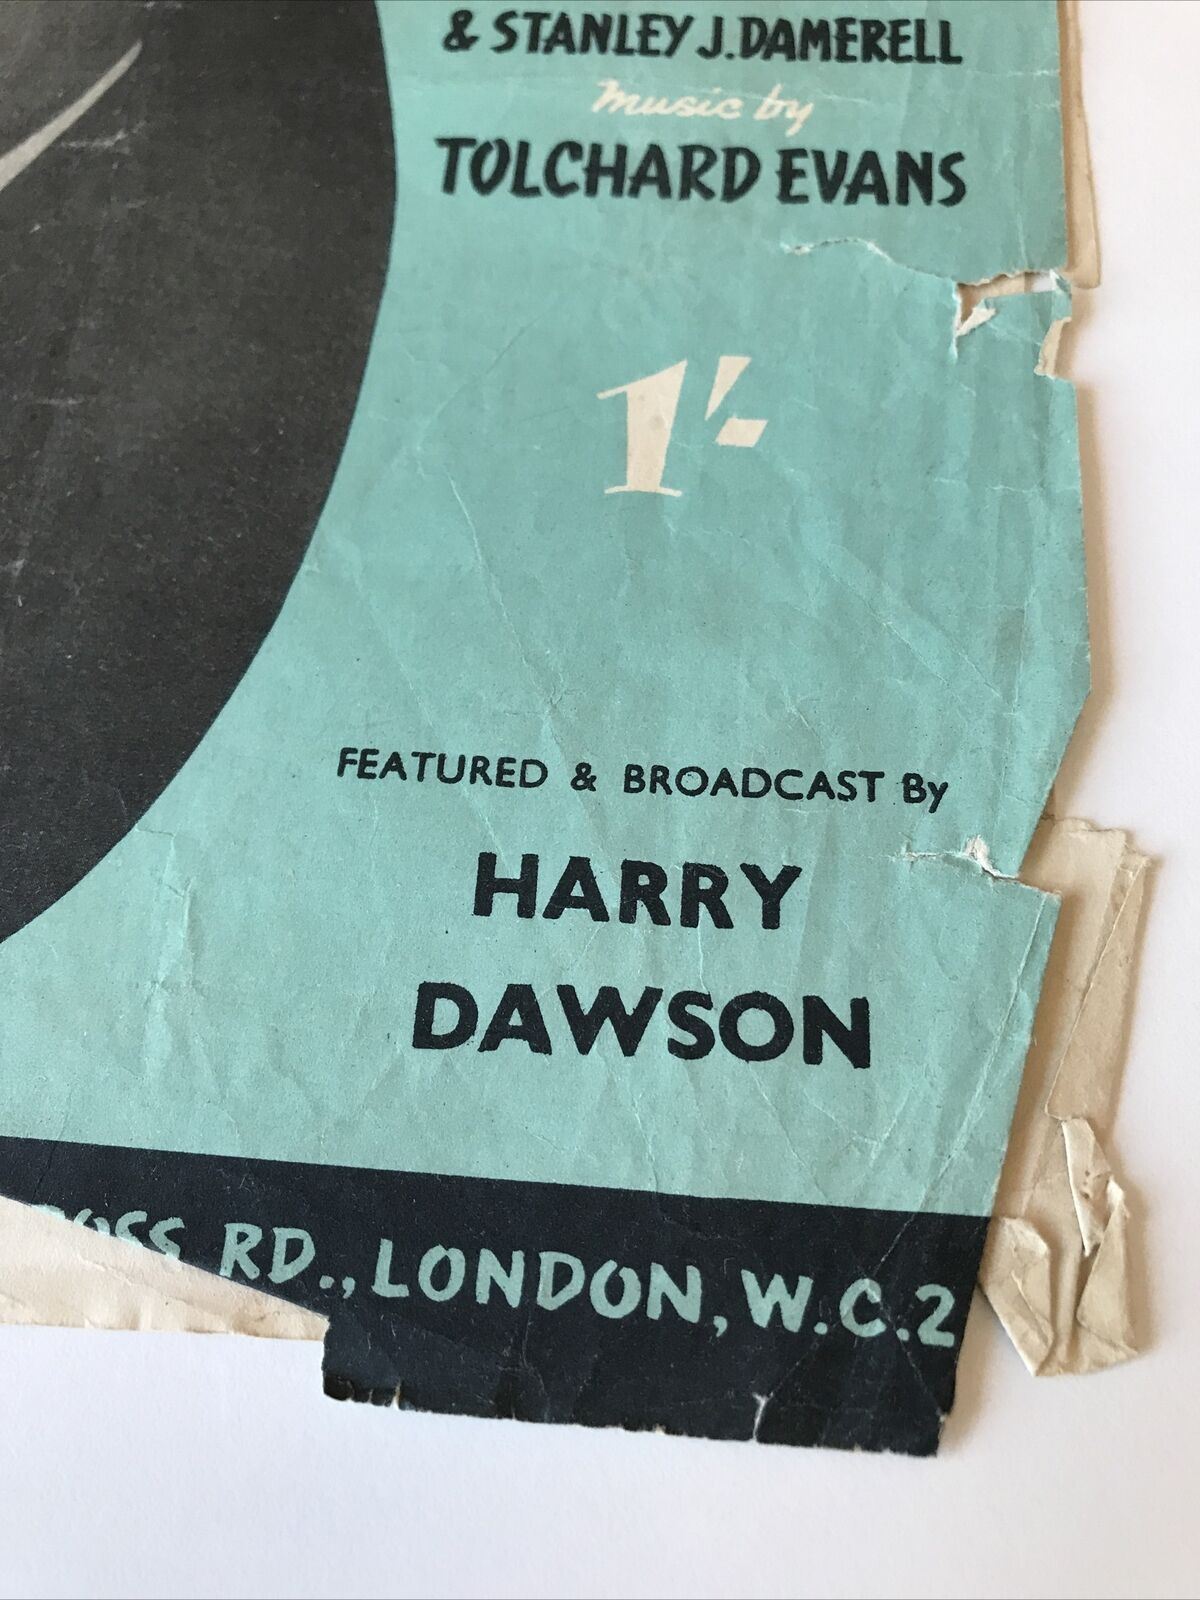 & STANLEY J. DAMERELL
Music by
TOLCHARD EVANS
1/-
FEATURED & BROADCAST By
HARRY
DAWSON
RD., LONDON, W.C.2